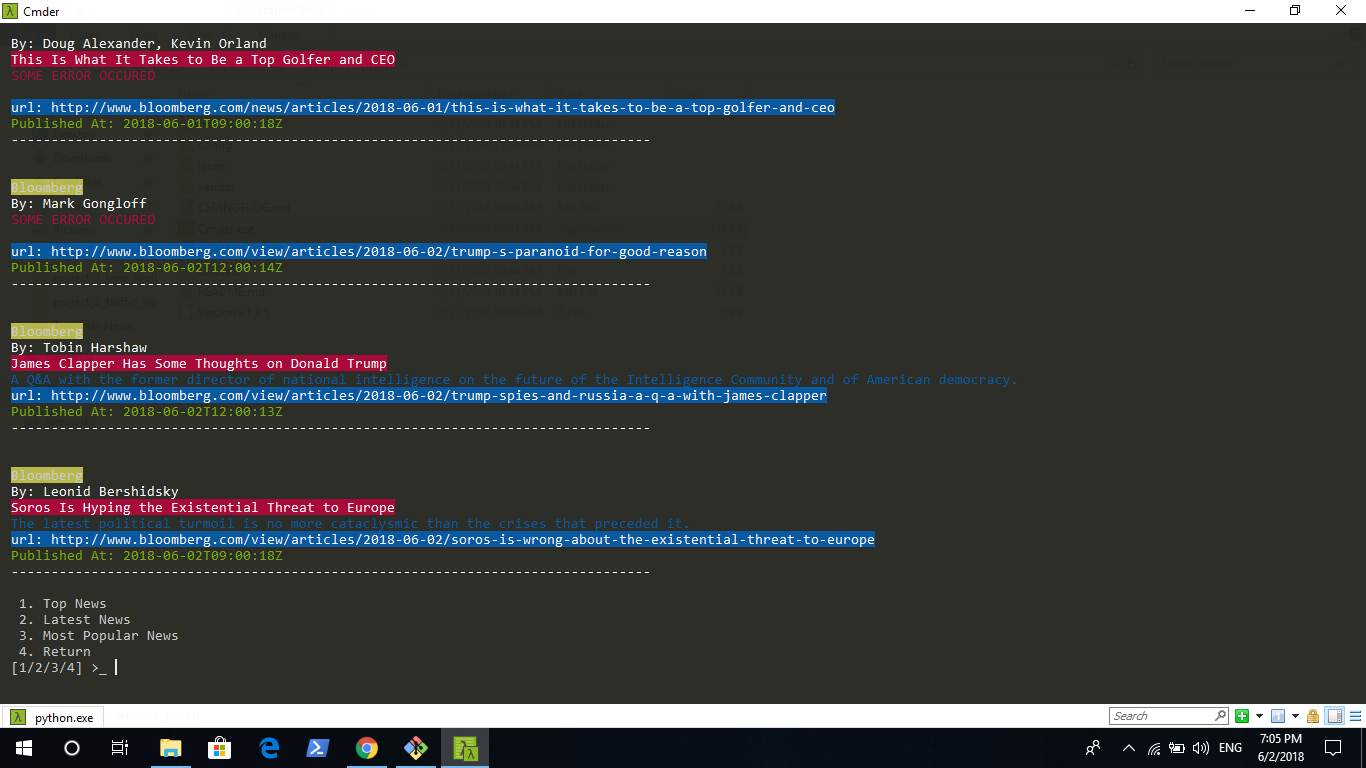 Cmder
By: Doug Alexander, Kevin Orland
This Is What It Takes to Be a Top Golfer and CEO
SOME ERROR OCCURED
url: http://www.bloomberg.com/news/articles/2018-06-01/this-is-what-it-takes-to-be-a-top-golfer-and-ceo
Published At: 2018-06-01T09:00:18Z
--------------------------------------------------------------------------------
Bloomberg
By: Mark Gongloff
SOME ERROR OCCURED
url: http://www.bloomberg.com/view/articles/2018-06-02/trump-s-paranoid-for-good-reason
Published At: 2018-06-02T12:00:14Z
--------------------------------------------------------------------------------
Bloomberg
By: Tobin Harshaw
James Clapper Has Some Thoughts on Donald Trump
A Q&A with the former director of national intelligence on the future of the Intelligence Community and of American democracy.
url: http://www.bloomberg.com/view/articles/2018-06-02/trump-spies-and-russia-a-q-a-with-james-clapper
Published At: 2018-06-02T12:00:13Z
--------------------------------------------------------------------------------
Bloomberg
By: Leonid Bershidsky
Soros Is Hyping the Existential Threat to Europe
The latest political turmoil is no more cataclysmic than the crises that preceded it.
url: http://www.bloomberg.com/view/articles/2018-06-02/soros-is-wrong-about-the-existential-threat-to-europe
Published At: 2018-06-02T09:00:18Z
--------------------------------------------------------------------------------
1. Top News
2. Latest News
3. Most Popular News
4. Return
[1/2/3/4] >_
python.exe
Search
ENG
7:05 PM
6/2/2018